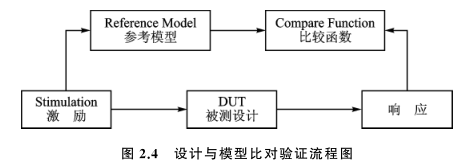 Reference Model
参考模型
Compare Function
比较函数
Stimulation
激 励
DUT
被测设计
响 应
图 2.4 设计与模型比对验证流程图